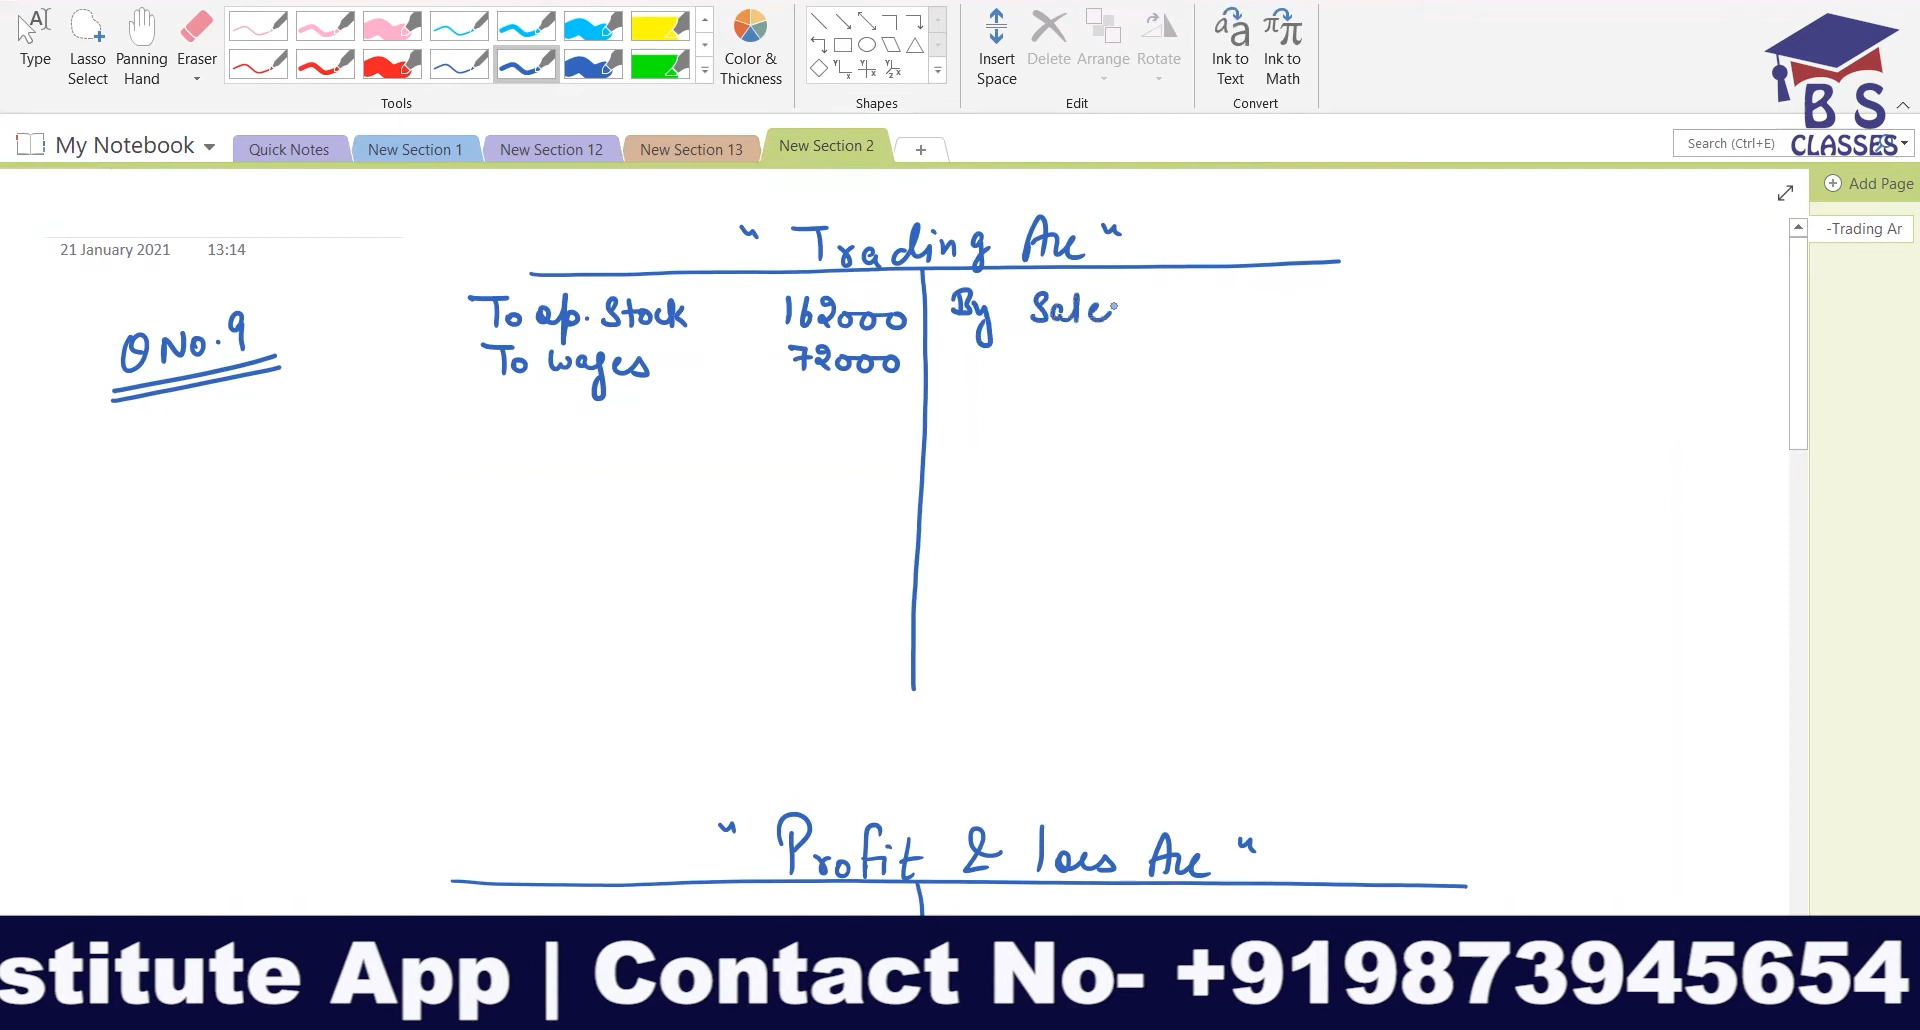 Type
Lasso Select
Panning Hand
Eraser
Color & Thickness
Insert Space
Delete
Arrange
Rotate
Ink to Text
Ink to Math
Tools
Shapes
Edit
Convert
B S
CLASSES
My Notebook
Quick Notes
New Section 1
New Section 12
New Section 13
New Section 2
Search (Ctrl+E)
Add Page
-Trading Ar
21 January 2021 13:14
Q No. 9
" Trading A/c "
To op. Stock 162000 By Sale
To wages 72000
" Profit & loss A/c "
stitute App | Contact No- +919873945654